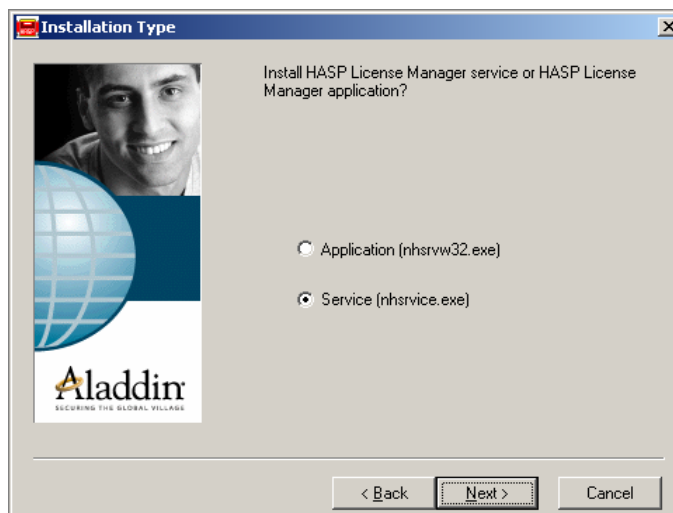 Installation Type
Install HASP License Manager service or HASP License
Manager application?
Application (nhsrvw32.exe)
Service (nhsrvice.exe)
Aladdin
SECURING THE GLOBAL VILLAGE
< Back
Next >
Cancel